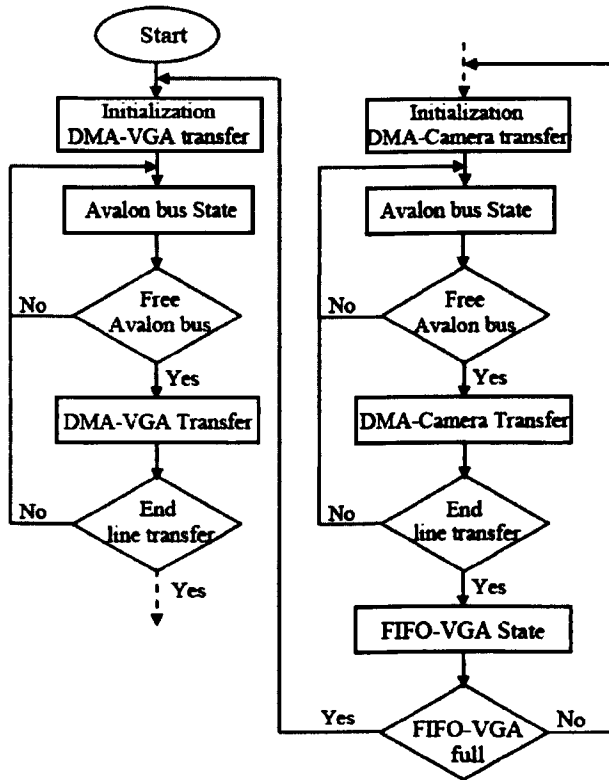 Start
Initialization
DMA-VGA transfer
Avalon bus State
Free
Avalon bus
No
Yes
DMA-VGA Transfer
End
line transfer
No
Yes
Initialization
DMA-Camera transfer
Avalon bus State
Free
Avalon bus
No
Yes
DMA-Camera Transfer
End
line transfer
No
Yes
FIFO-VGA State
FIFO-VGA
full
Yes
No